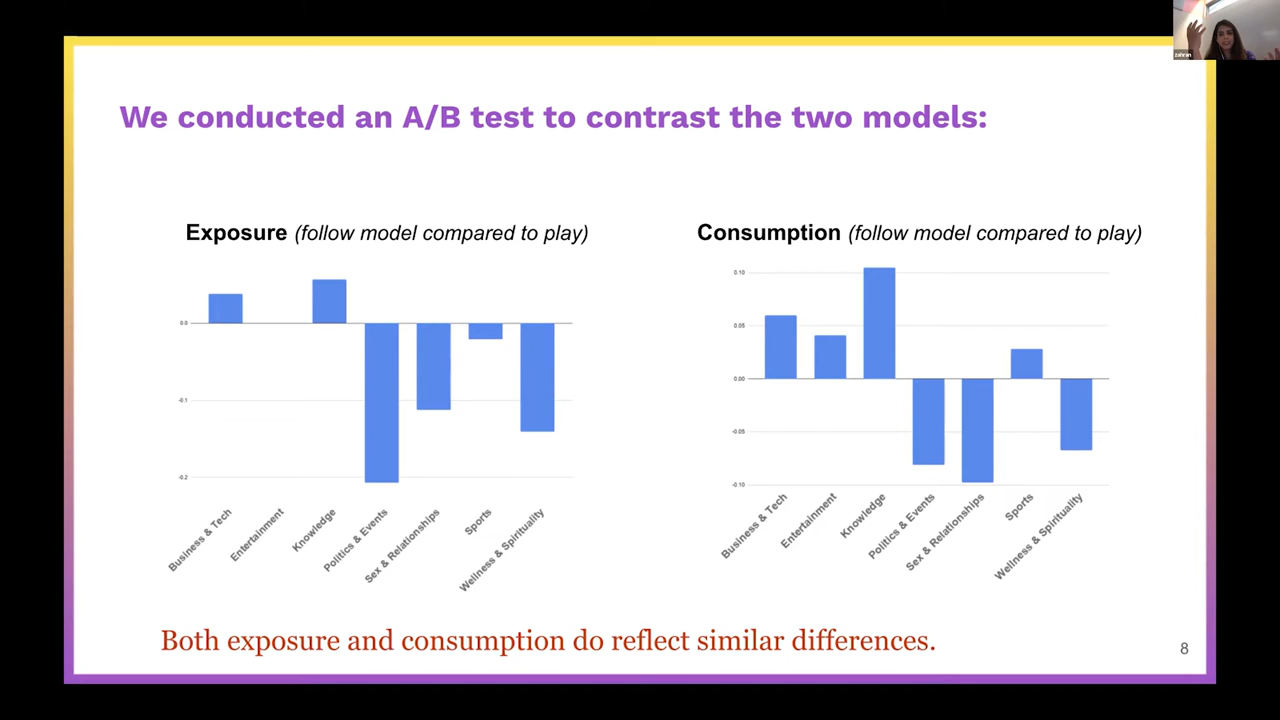 zahran
We conducted an A/B test to contrast the two models:
Exposure (follow model compared to play)
0.0
-0.1
-0.2
Business & Tech
Entertainment
Knowledge
Politics & Events
Sex & Relationships
Sports
Wellness & Spirituality
Consumption (follow model compared to play)
0.10
0.05
0.00
-0.05
-0.10
Business & Tech
Entertainment
Knowledge
Politics & Events
Sex & Relationships
Sports
Wellness & Spirituality
Both exposure and consumption do reflect similar differences.
8